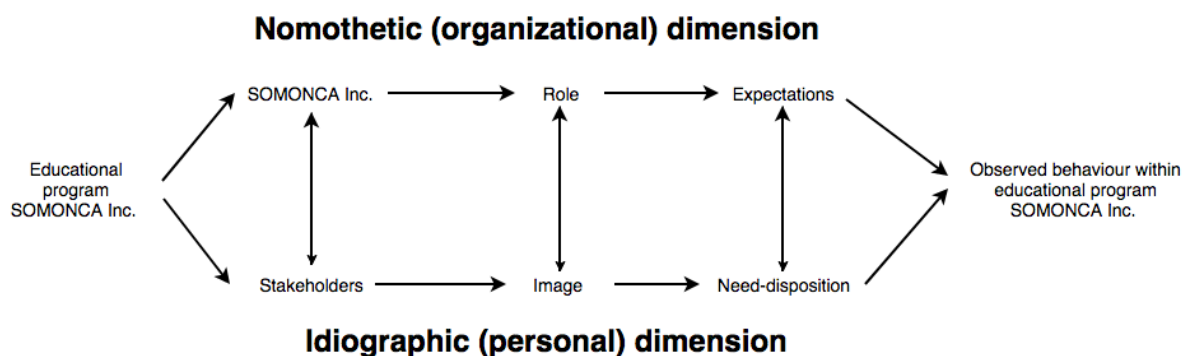 Nomothetic (organizational) dimension
SOMONCA Inc.
Role
Expectations
Educational
program
SOMONCA Inc.
Observed behaviour within
educational program
SOMONCA Inc.
Stakeholders
Image
Need-disposition
Idiographic (personal) dimension